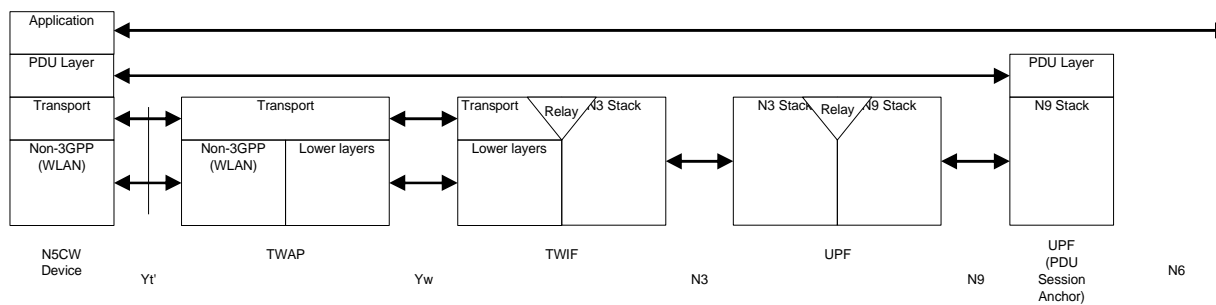 Application
PDU Layer
PDU Layer
Transport
Transport
Transport
Relay
N3 Stack
N3 Stack
Relay
N9 Stack
N9 Stack
Non-3GPP
(WLAN)
Non-3GPP
(WLAN)
Lower layers
Lower layers
N5CW
Device
Yt'
TWAP
Yw
TWIF
N3
UPF
N9
UPF
(PDU
Session
Anchor)
N6